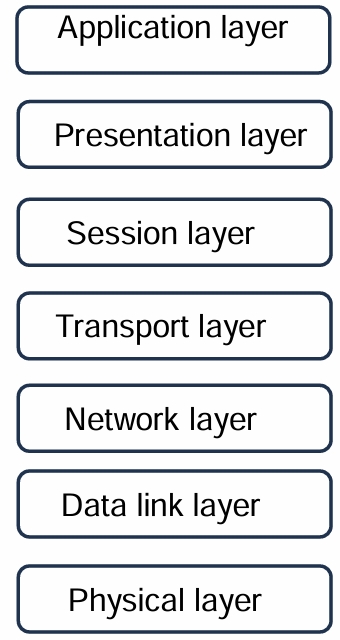 Application layer
Presentation layer
Session layer
Transport layer
Network layer
Data link layer
Physical layer